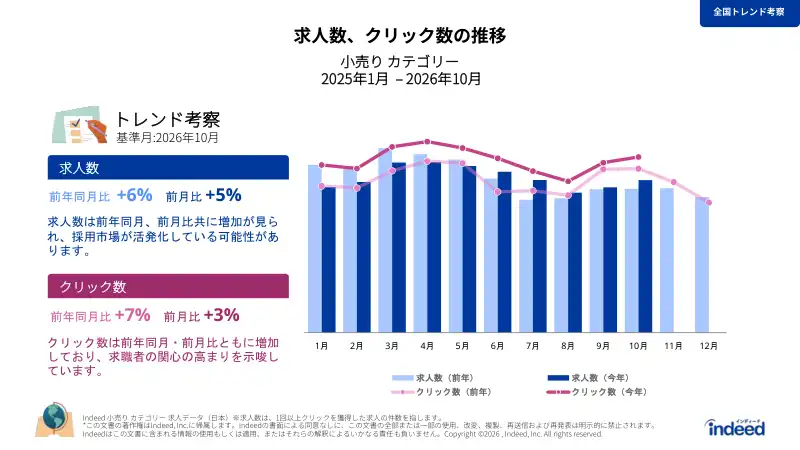 全国トレンド考察
求人数、クリック数の推移
小売り カテゴリー
2025年1月 – 2026年10月
トレンド考察
基準月:2026年10月
求人数
前年同月比 +6% 前月比 +5%
求人数は前年同月、前月比共に増加が見ら
れ、採用市場が活発化している可能性があ
ります。
クリック数
前年同月比 +7% 前月比 +3%
クリック数は前年同月・前月比ともに増加
しており、求職者の関心の高まりを示唆し
ています。
1月 2月 3月 4月 5月 6月 7月 8月 9月 10月 11月 12月
求人数（前年） 求人数（今年）
クリック数（前年） クリック数（今年）
Indeed 小売り カテゴリー 求人データ（日本）※求人数は、1回以上クリックを獲得した求人の件数を指します。
*この文書の著作権はIndeed, Inc.に帰属します。Indeedの書面による同意なしに、この文書の全部または一部の使用、改変、複製、再送信および再発表は明示的に禁止されます。
Indeedはこの文書に含まれる情報の使用もしくは適用、またはそれらの解釈によるいかなる責任も負いません。Copyright ©2026 , Indeed, Inc. All rights reserved.
インディード
indeed